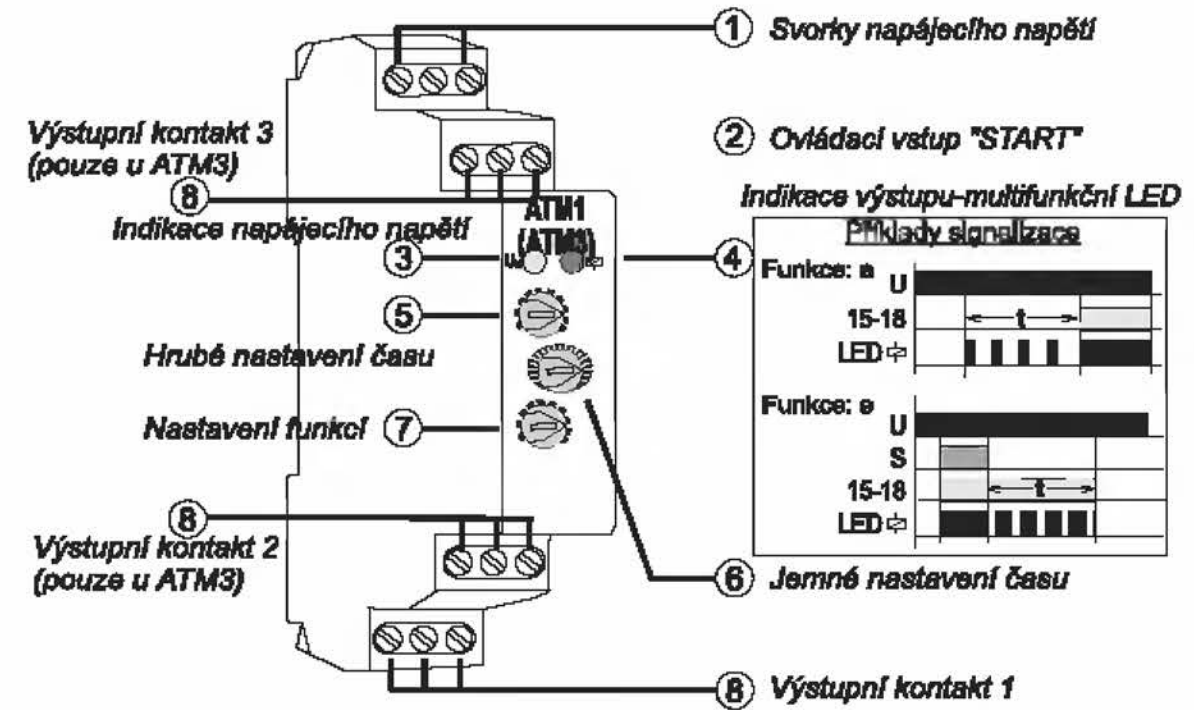 ① Svorky napájecího napětí
Výstupní kontakt 3
(pouze u ATM3)
⑧
② Ovládací vstup "START"
Indikace výstupu-multifunkční LED
Indikace napájecího napětí
ATM1
(ATM3)
③
④
Příklady signalizace
Funkce: a
U
15-18
t
LED
⑤
Hrubé nastavení času
Nastavení funkcí ⑦
Funkce: e
U
S
15-18
t
LED
⑧
Výstupní kontakt 2
(pouze u ATM3)
⑥ Jemné nastavení času
⑧ Výstupní kontakt 1